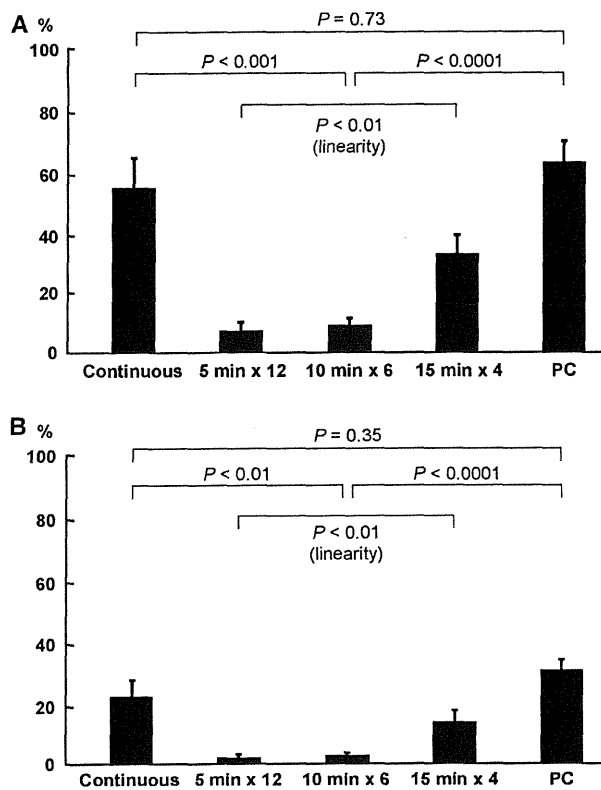 A %
P = 0.73
100
P < 0.001 P < 0.0001
80
P < 0.01
(linearity)
60
40
20
0
Continuous 5 min x 12 10 min x 6 15 min x 4 PC
B %
P = 0.35
100
P < 0.01 P < 0.0001
80
P < 0.01
(linearity)
60
40
20
0
Continuous 5 min x 12 10 min x 6 15 min x 4 PC